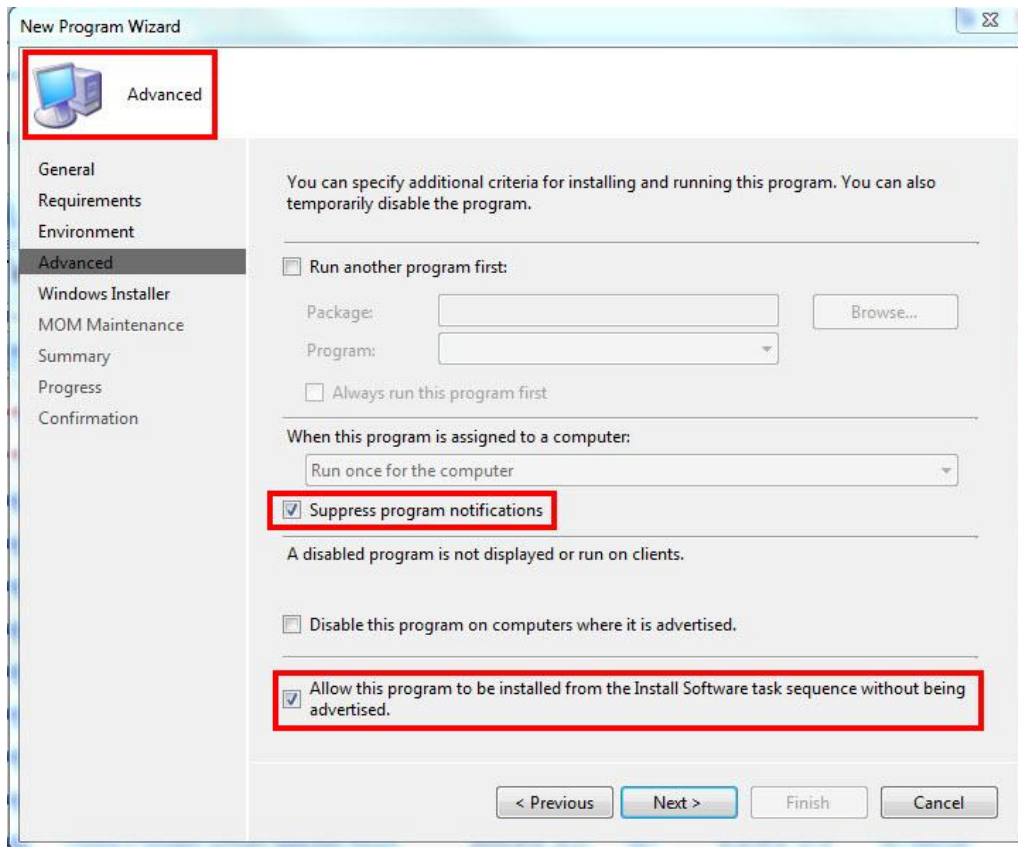 New Program Wizard
Advanced
General
Requirements
Environment
Advanced
Windows Installer
MOM Maintenance
Summary
Progress
Confirmation
You can specify additional criteria for installing and running this program. You can also
temporarily disable the program.
Run another program first:
Package:
Browse...
Program:
Always run this program first
When this program is assigned to a computer:
Run once for the computer
Suppress program notifications
A disabled program is not displayed or run on clients.
Disable this program on computers where it is advertised.
Allow this program to be installed from the Install Software task sequence without being
advertised.
< Previous
Next >
Finish
Cancel